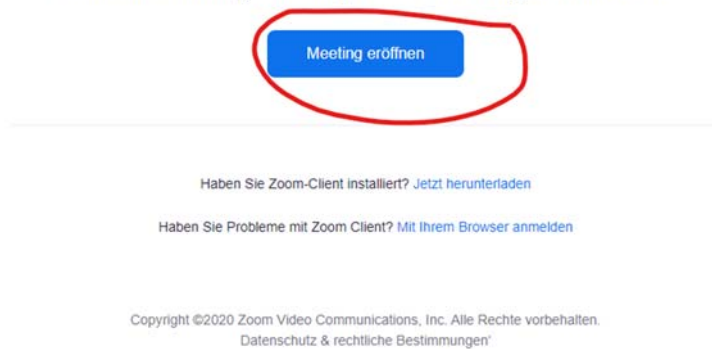 Meeting eröffnen
Haben Sie Zoom-Client installiert? Jetzt herunterladen
Haben Sie Probleme mit Zoom Client? Mit Ihrem Browser anmelden
Copyright ©2020 Zoom Video Communications, Inc. Alle Rechte vorbehalten.
Datenschutz & rechtliche Bestimmungen'